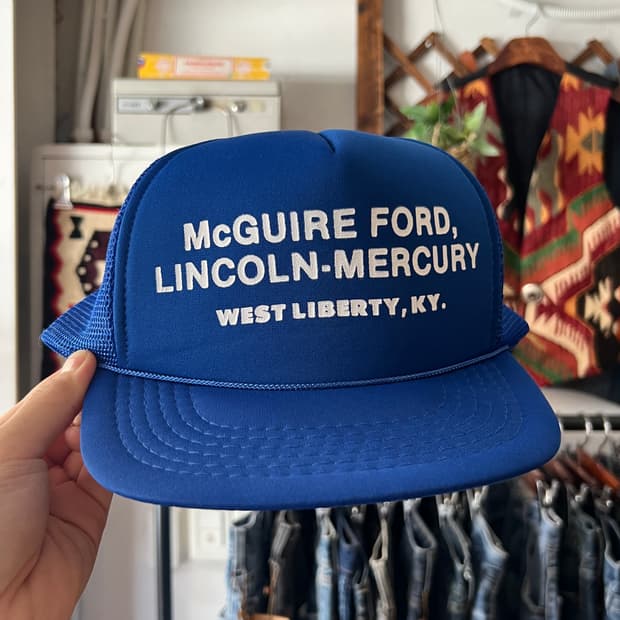 McGUIRE FORD,
LINCOLN-MERCURY
WEST LIBERTY, KY.